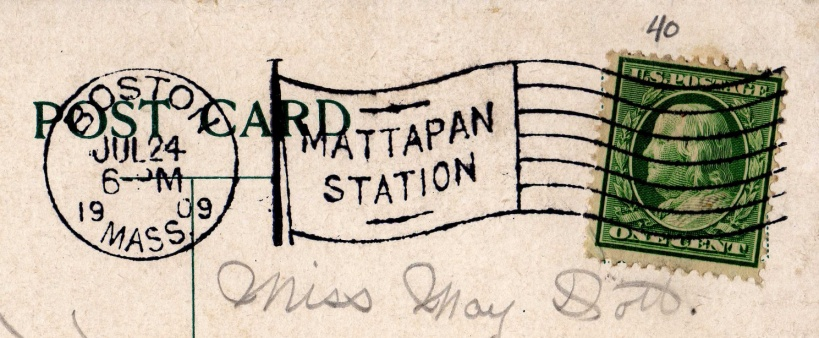 40
POST CARD
BOSTON
JUL 24
6 - PM
19 09
MASS.
MATTAPAN
STATION
U.S. POSTAGE
ONE CENT
Miss May